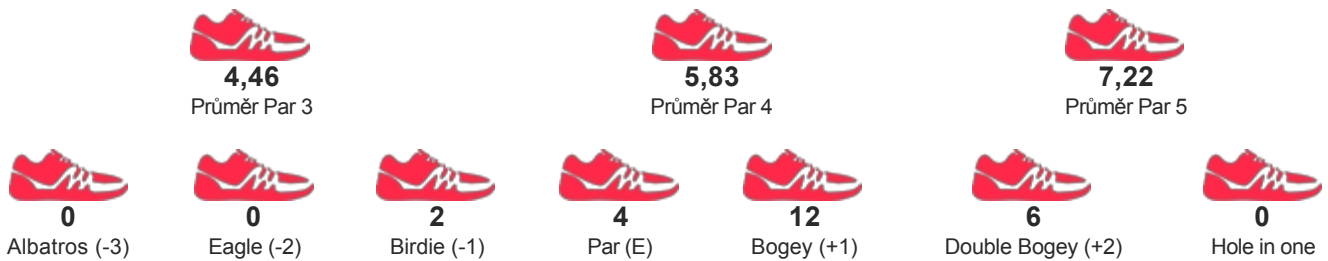 4,46 5,83 7,22
Průměr Par 3 Průměr Par 4 Průměr Par 5
0 0 2 4 12 6 0
Albatros (-3) Eagle (-2) Birdie (-1) Par (E) Bogey (+1) Double Bogey (+2) Hole in one